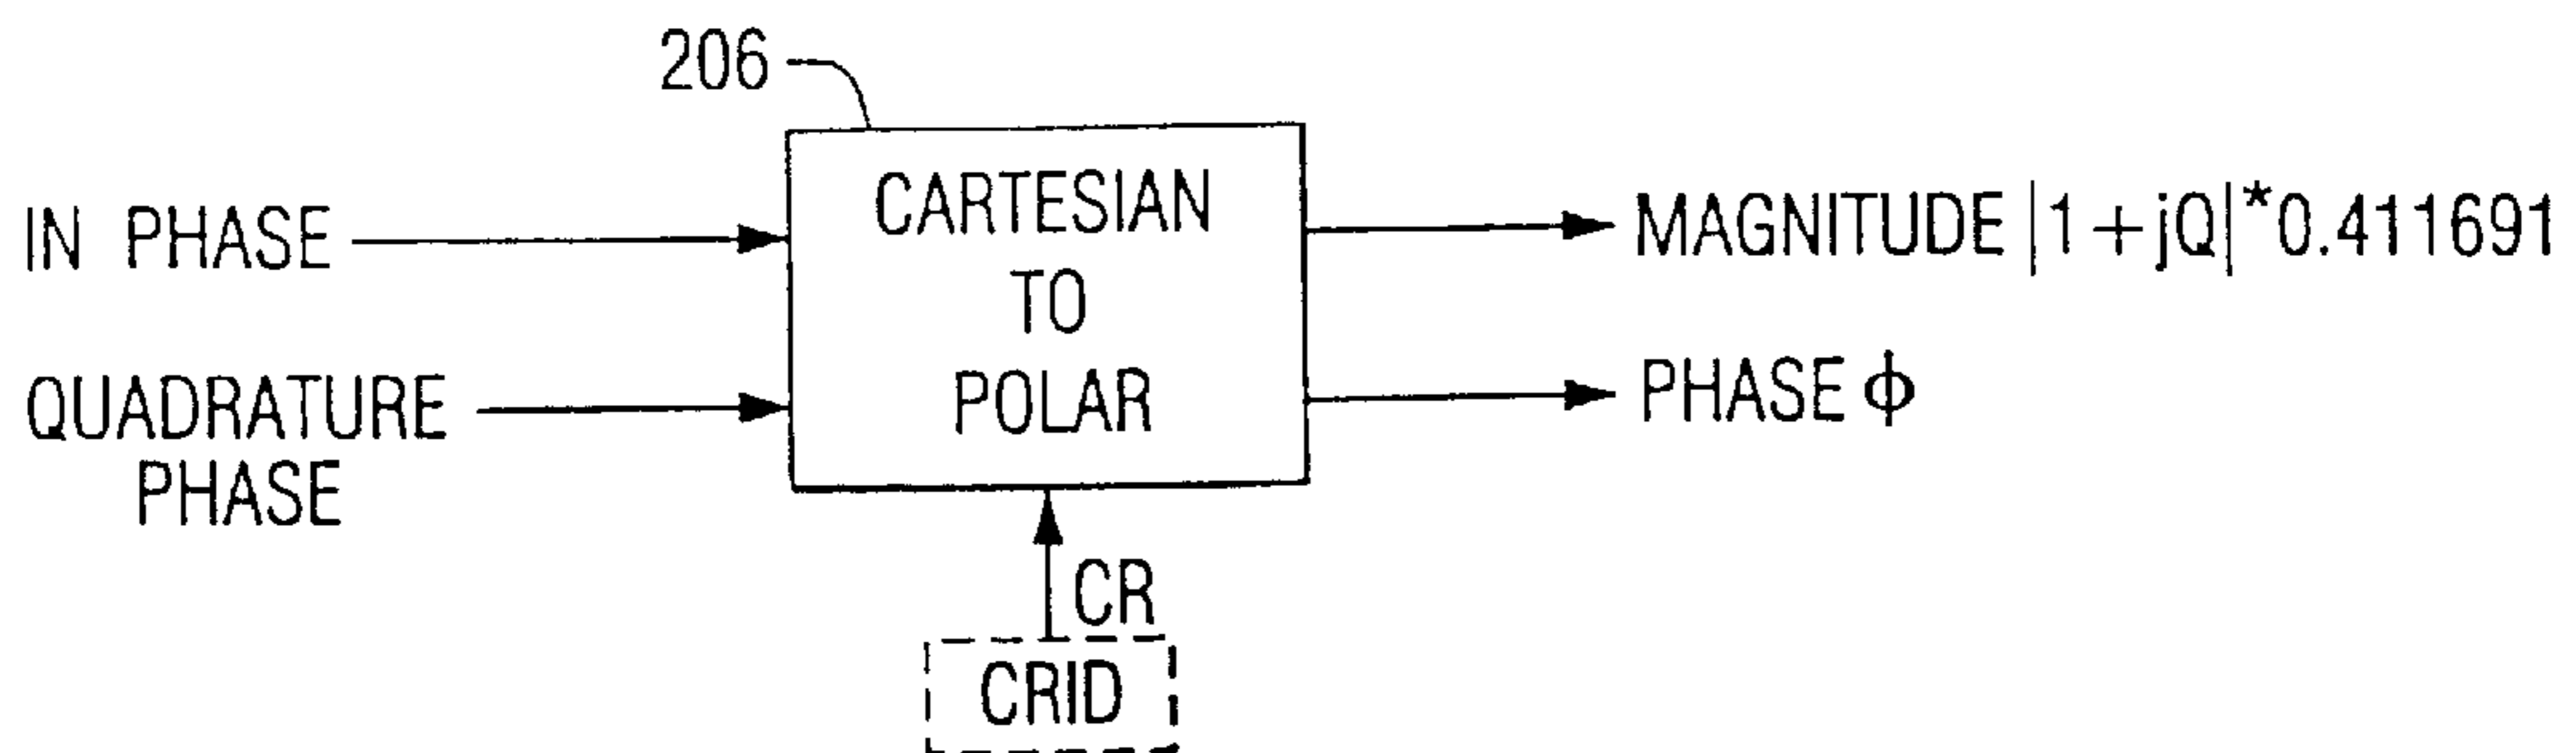 206
IN PHASE
QUADRATURE
PHASE
CARTESIAN
TO
POLAR
MAGNITUDE |1+jQ|*0.411691
PHASE ϕ
CR
CRID